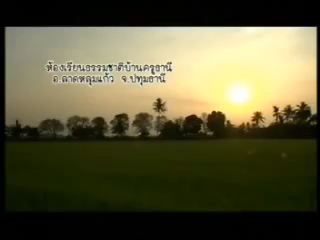 ห้องเรียนธรรมชาติบ้านครูธานี
อ.ลาดหลุมแก้ว จ.ปทุมธานี